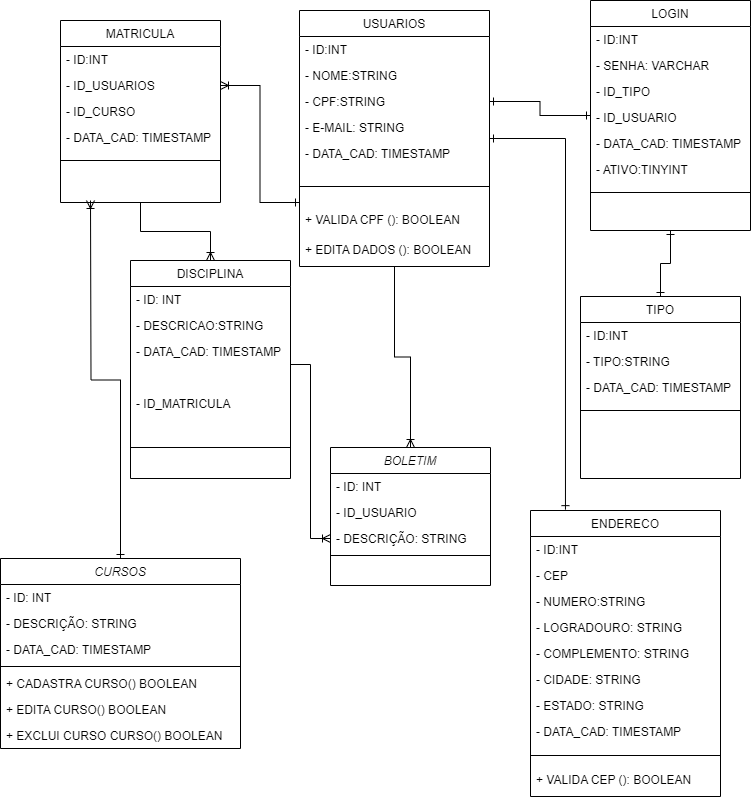 MATRICULA
- ID:INT
- ID_USUARIOS
- ID_CURSO
- DATA_CAD: TIMESTAMP
USUARIOS
- ID:INT
- NOME:STRING
- CPF:STRING
- E-MAIL: STRING
- DATA_CAD: TIMESTAMP
+ VALIDA CPF (): BOOLEAN
+ EDITA DADOS (): BOOLEAN
LOGIN
- ID:INT
- SENHA: VARCHAR
- ID_TIPO
- ID_USUARIO
- DATA_CAD: TIMESTAMP
- ATIVO:TINYINT
DISCIPLINA
- ID: INT
- DESCRICAO:STRING
- DATA_CAD: TIMESTAMP
- ID_MATRICULA
TIPO
- ID:INT
- TIPO:STRING
- DATA_CAD: TIMESTAMP
BOLETIM
- ID: INT
- ID_USUARIO
- DESCRIÇÃO: STRING
CURSOS
- ID: INT
- DESCRIÇÃO: STRING
- DATA_CAD: TIMESTAMP
+ CADASTRA CURSO() BOOLEAN
+ EDITA CURSO() BOOLEAN
+ EXCLUI CURSO CURSO() BOOLEAN
ENDERECO
- ID:INT
- CEP
- NUMERO:STRING
- LOGRADOURO: STRING
- COMPLEMENTO: STRING
- CIDADE: STRING
- ESTADO: STRING
- DATA_CAD: TIMESTAMP
+ VALIDA CEP (): BOOLEAN